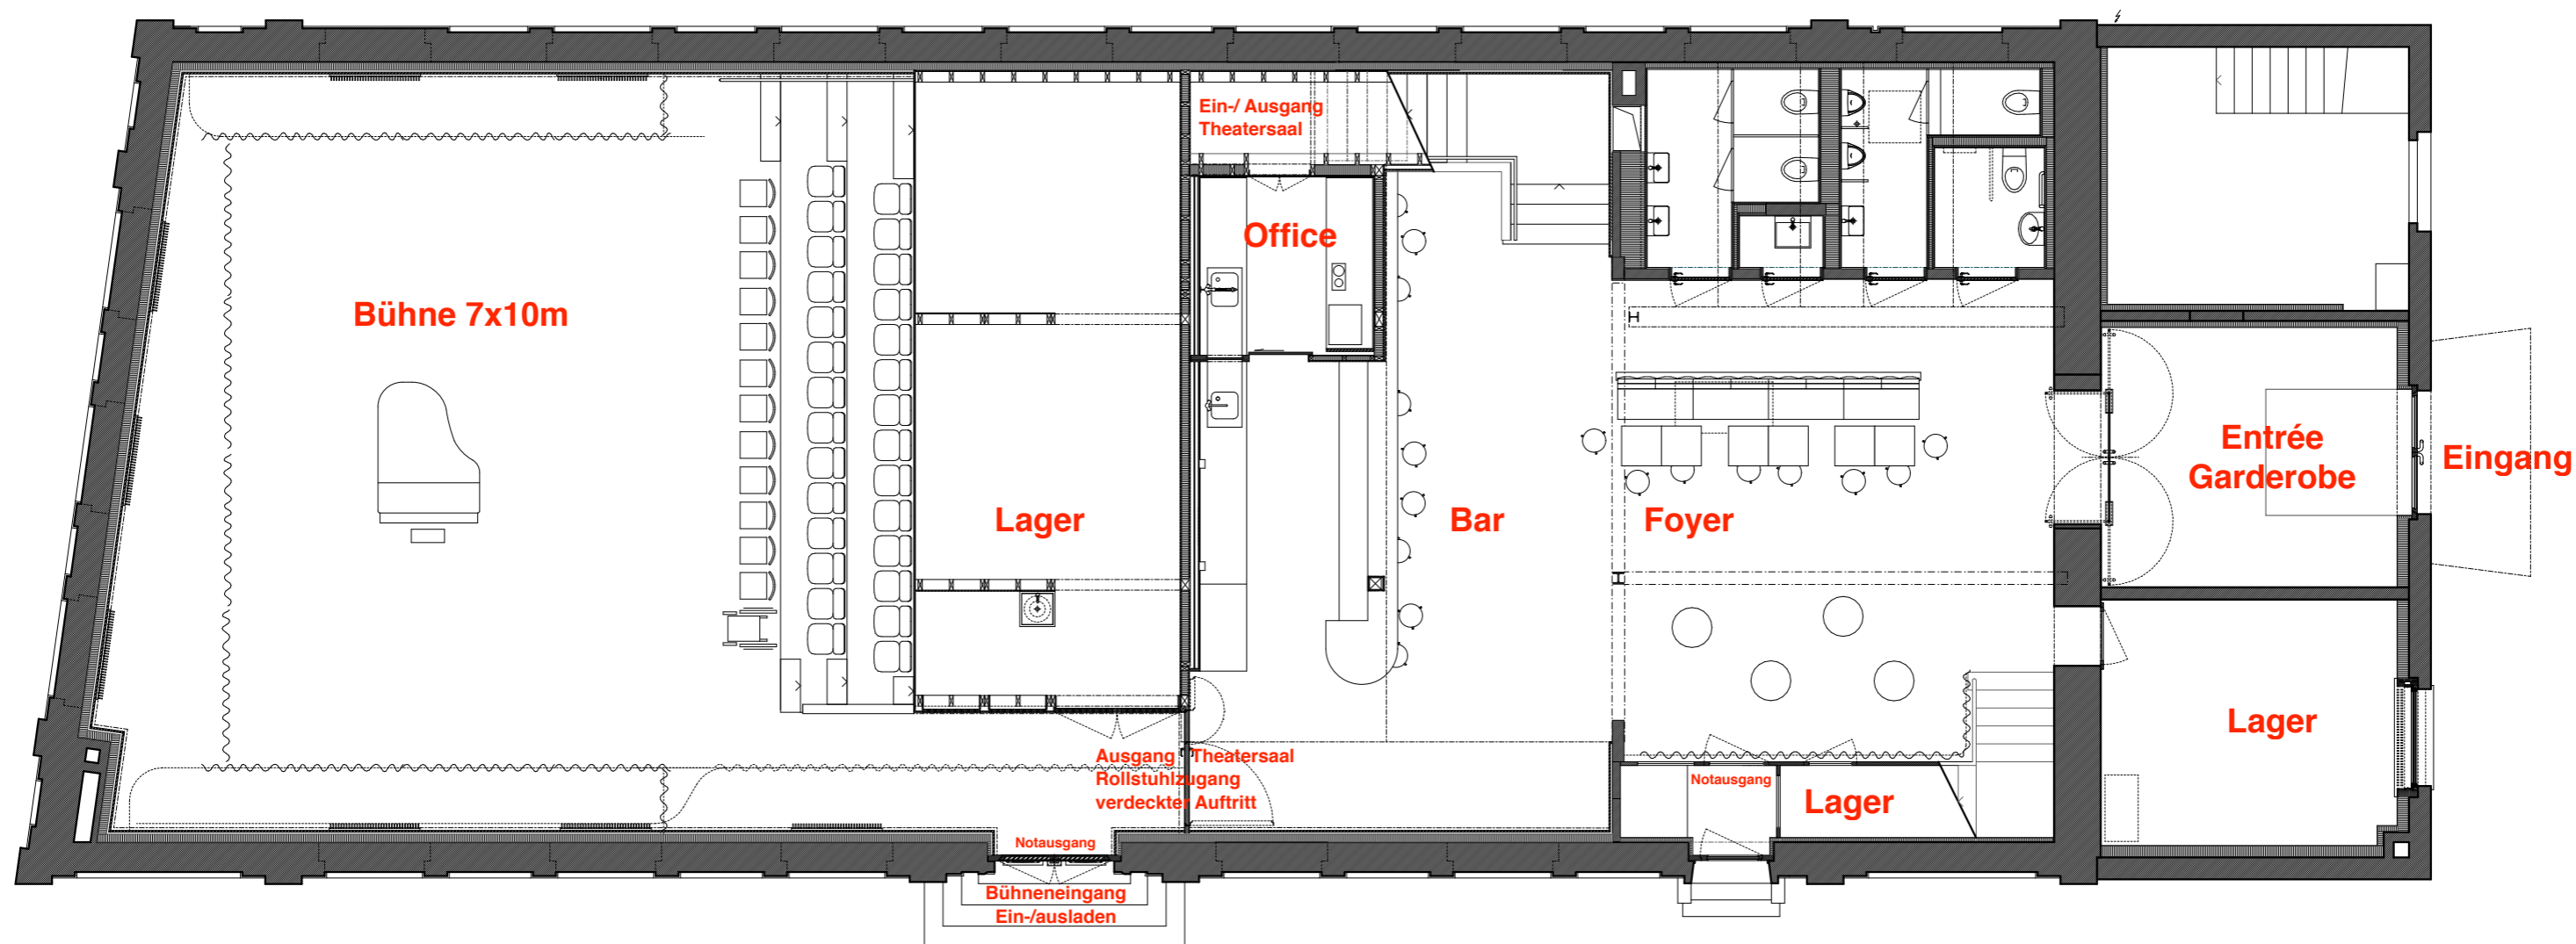 Ein-/ Ausgang
Theatersaal
Office
Bühne 7x10m
Lager
Bar
Foyer
Entrée
Garderobe
Eingang
Lager
Ausgang Theatersaal
Rollstuhlzugang
verdeckter Auftritt
Notausgang
Lager
Notausgang
Bühneneingang
Ein-/ausladen